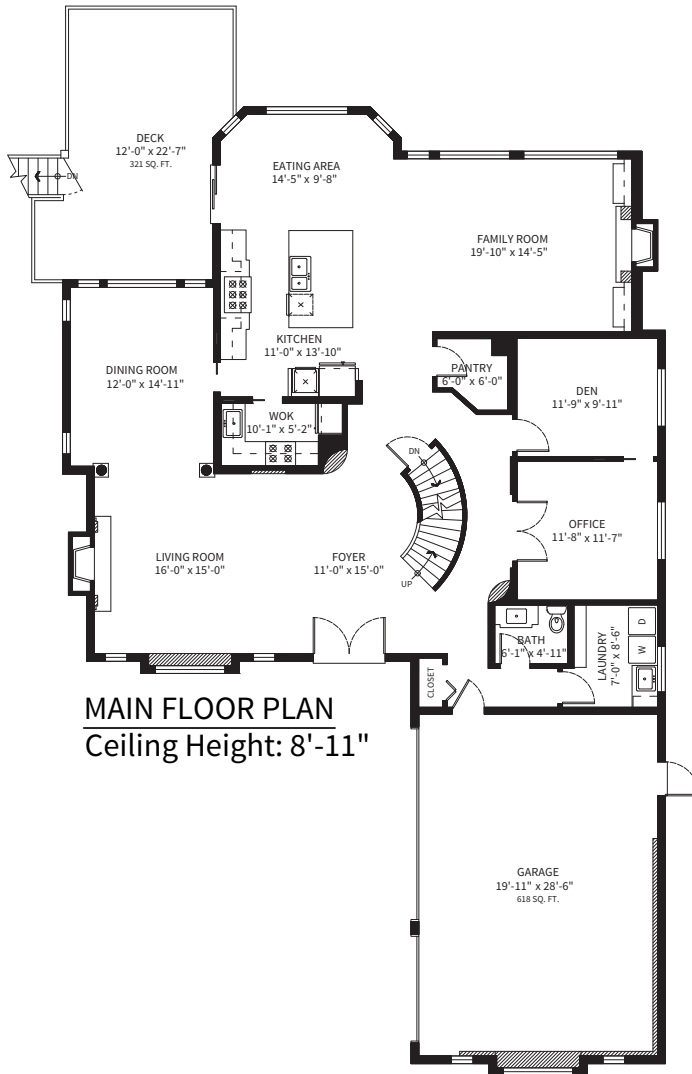 DECK
12'-0" x 22'-7"
321 SQ. FT.
DN
EATING AREA
14'-5" x 9'-8"
FAMILY ROOM
19'-10" x 14'-5"
KITCHEN
11'-0" x 13'-10"
PANTRY
6'-0" x 6'-0"
DINING ROOM
12'-0" x 14'-11"
DEN
11'-9" x 9'-11"
WOK
10'-1" x 5'-2"
DN
OFFICE
11'-8" x 11'-7"
LIVING ROOM
16'-0" x 15'-0"
FOYER
11'-0" x 15'-0"
UP
BATH
6'-1" x 4'-11"
LAUNDRY
7'-0" x 8'-6"
D
W
CLOSET
MAIN FLOOR PLAN
Ceiling Height: 8'-11"
GARAGE
19'-11" x 28'-6"
618 SQ. FT.